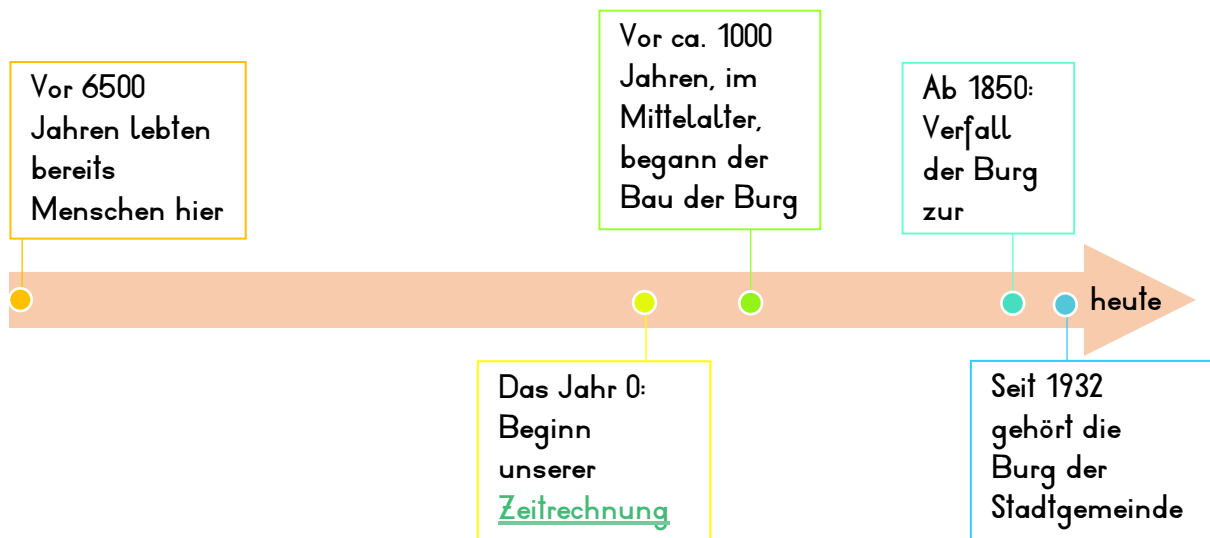 Vor 6500
Jahren lebten
bereits
Menschen hier
Das Jahr 0:
Beginn
unserer
Zeitrechnung
Vor ca. 1000
Jahren, im
Mittelalter,
begann der
Bau der Burg
Ab 1850:
Verfall
der Burg
zur
Seit 1932
gehört die
Burg der
Stadtgemeinde
heute